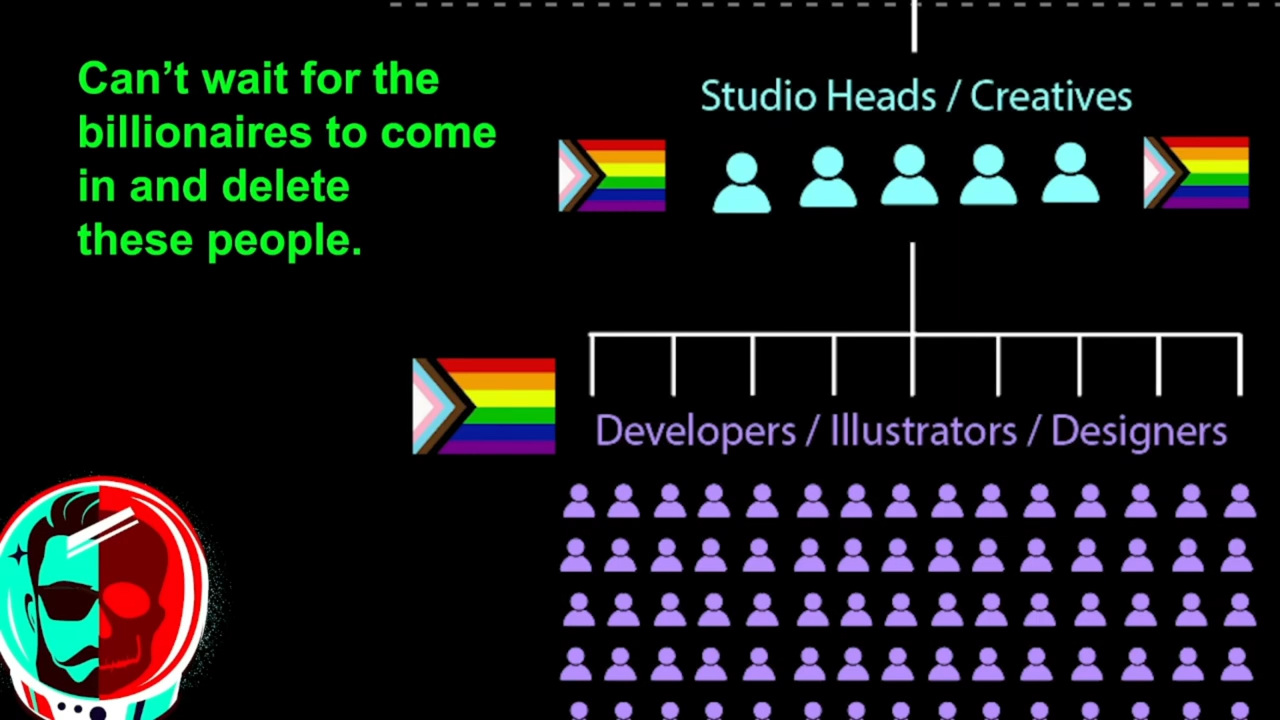 Can’t wait for the
billionaires to come
in and delete
these people.
Studio Heads / Creatives
Developers / Illustrators / Designers